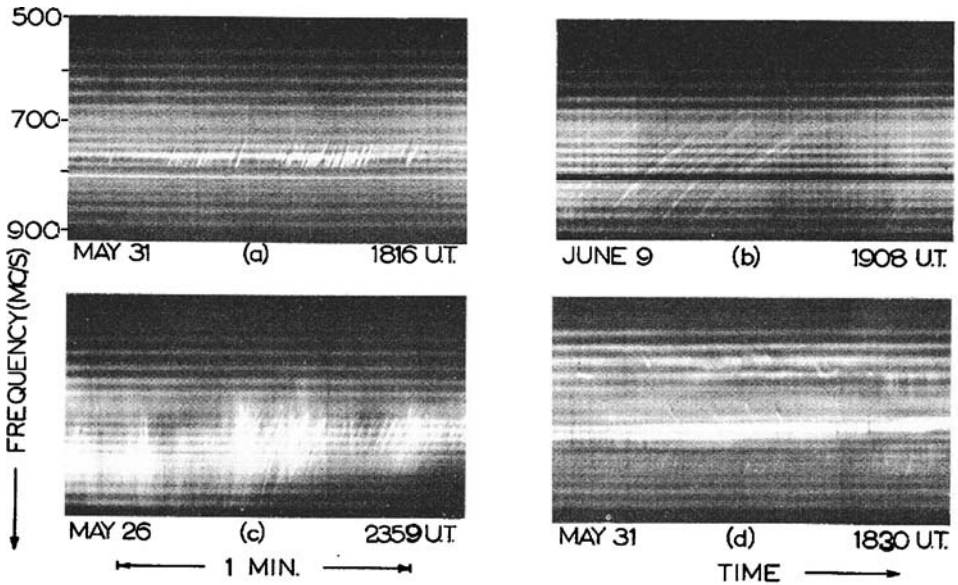 500
700
900
FREQUENCY (MC/S)
MAY 31 (a) 1816 U.T.
JUNE 9 (b) 1908 U.T.
MAY 26 (c) 2359 U.T.
MAY 31 (d) 1830 U.T.
1 MIN.
TIME